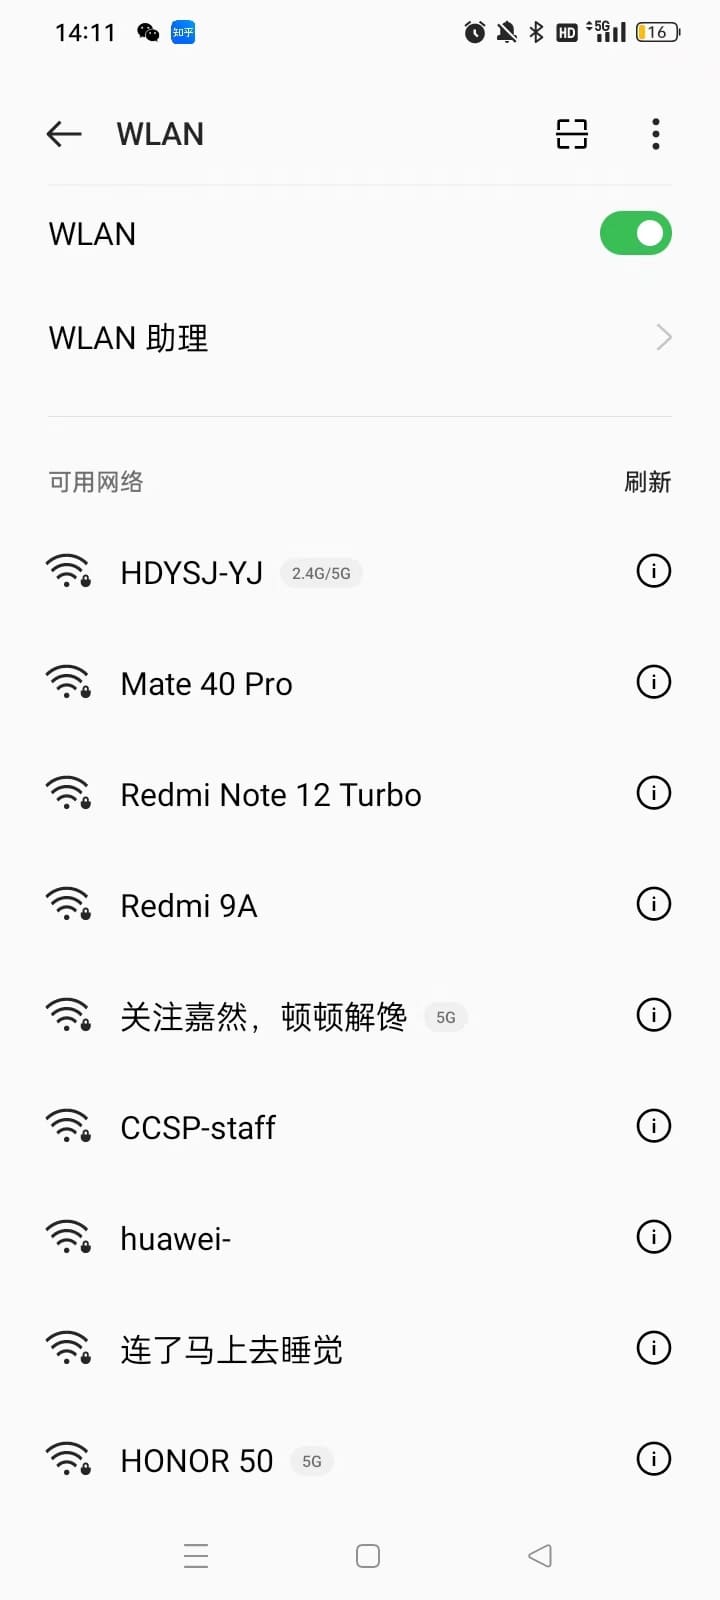 14:11 知乎 HD 5G 16
WLAN
WLAN
WLAN 助理
可用网络 刷新
HDYSJ-YJ 2.4G/5G
Mate 40 Pro
Redmi Note 12 Turbo
Redmi 9A
关注嘉然，顿顿解馋 5G
CCSP-staff
huawei-
连了马上去睡觉
HONOR 50 5G